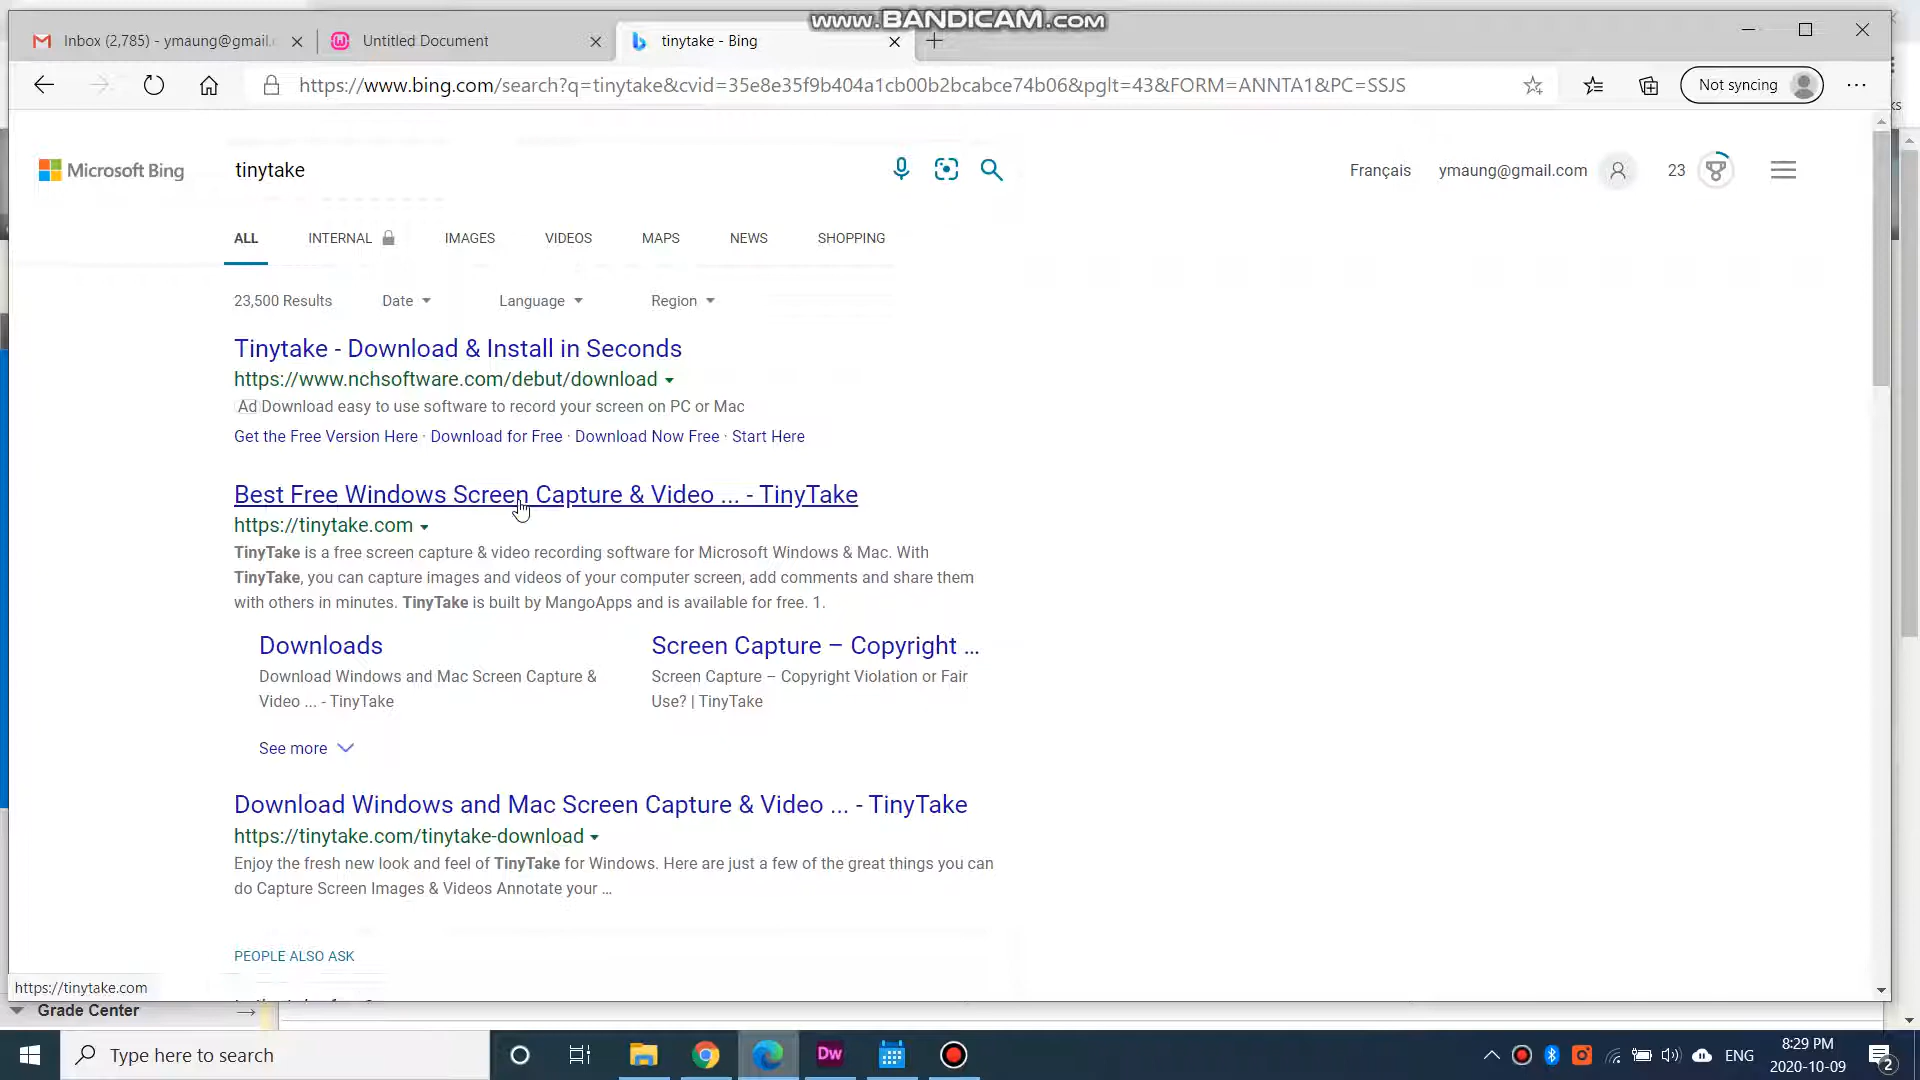 www.BANDICAM.com
Inbox (2,785) - ymaung@gmail.
Untitled Document
tinytake - Bing
https://www.bing.com/search?q=tinytake&cvid=35e8e35f9b404a1cb00b2bcabce74b06&pglt=43&FORM=ANNTA1&PC=SSJS
Not syncing
Microsoft Bing
tinytake
Français
ymaung@gmail.com
23
ALL
INTERNAL
IMAGES
VIDEOS
MAPS
NEWS
SHOPPING
23,500 Results
Date
Language
Region
Tinytake - Download & Install in Seconds
https://www.nchsoftware.com/debut/download
Ad Download easy to use software to record your screen on PC or Mac
Get the Free Version Here · Download for Free · Download Now Free · Start Here
Best Free Windows Screen Capture & Video ... - TinyTake
https://tinytake.com
TinyTake is a free screen capture & video recording software for Microsoft Windows & Mac. With
TinyTake, you can capture images and videos of your computer screen, add comments and share them
with others in minutes. TinyTake is built by MangoApps and is available for free. 1.
Downloads
Download Windows and Mac Screen Capture &
Video ... - TinyTake
Screen Capture – Copyright ...
Screen Capture – Copyright Violation or Fair
Use? | TinyTake
See more
Download Windows and Mac Screen Capture & Video ... - TinyTake
https://tinytake.com/tinytake-download
Enjoy the fresh new look and feel of TinyTake for Windows. Here are just a few of the great things you can
do Capture Screen Images & Videos Annotate your ...
PEOPLE ALSO ASK
https://tinytake.com
Grade Center
Type here to search
Dw
ENG
8:29 PM
2020-10-09
2